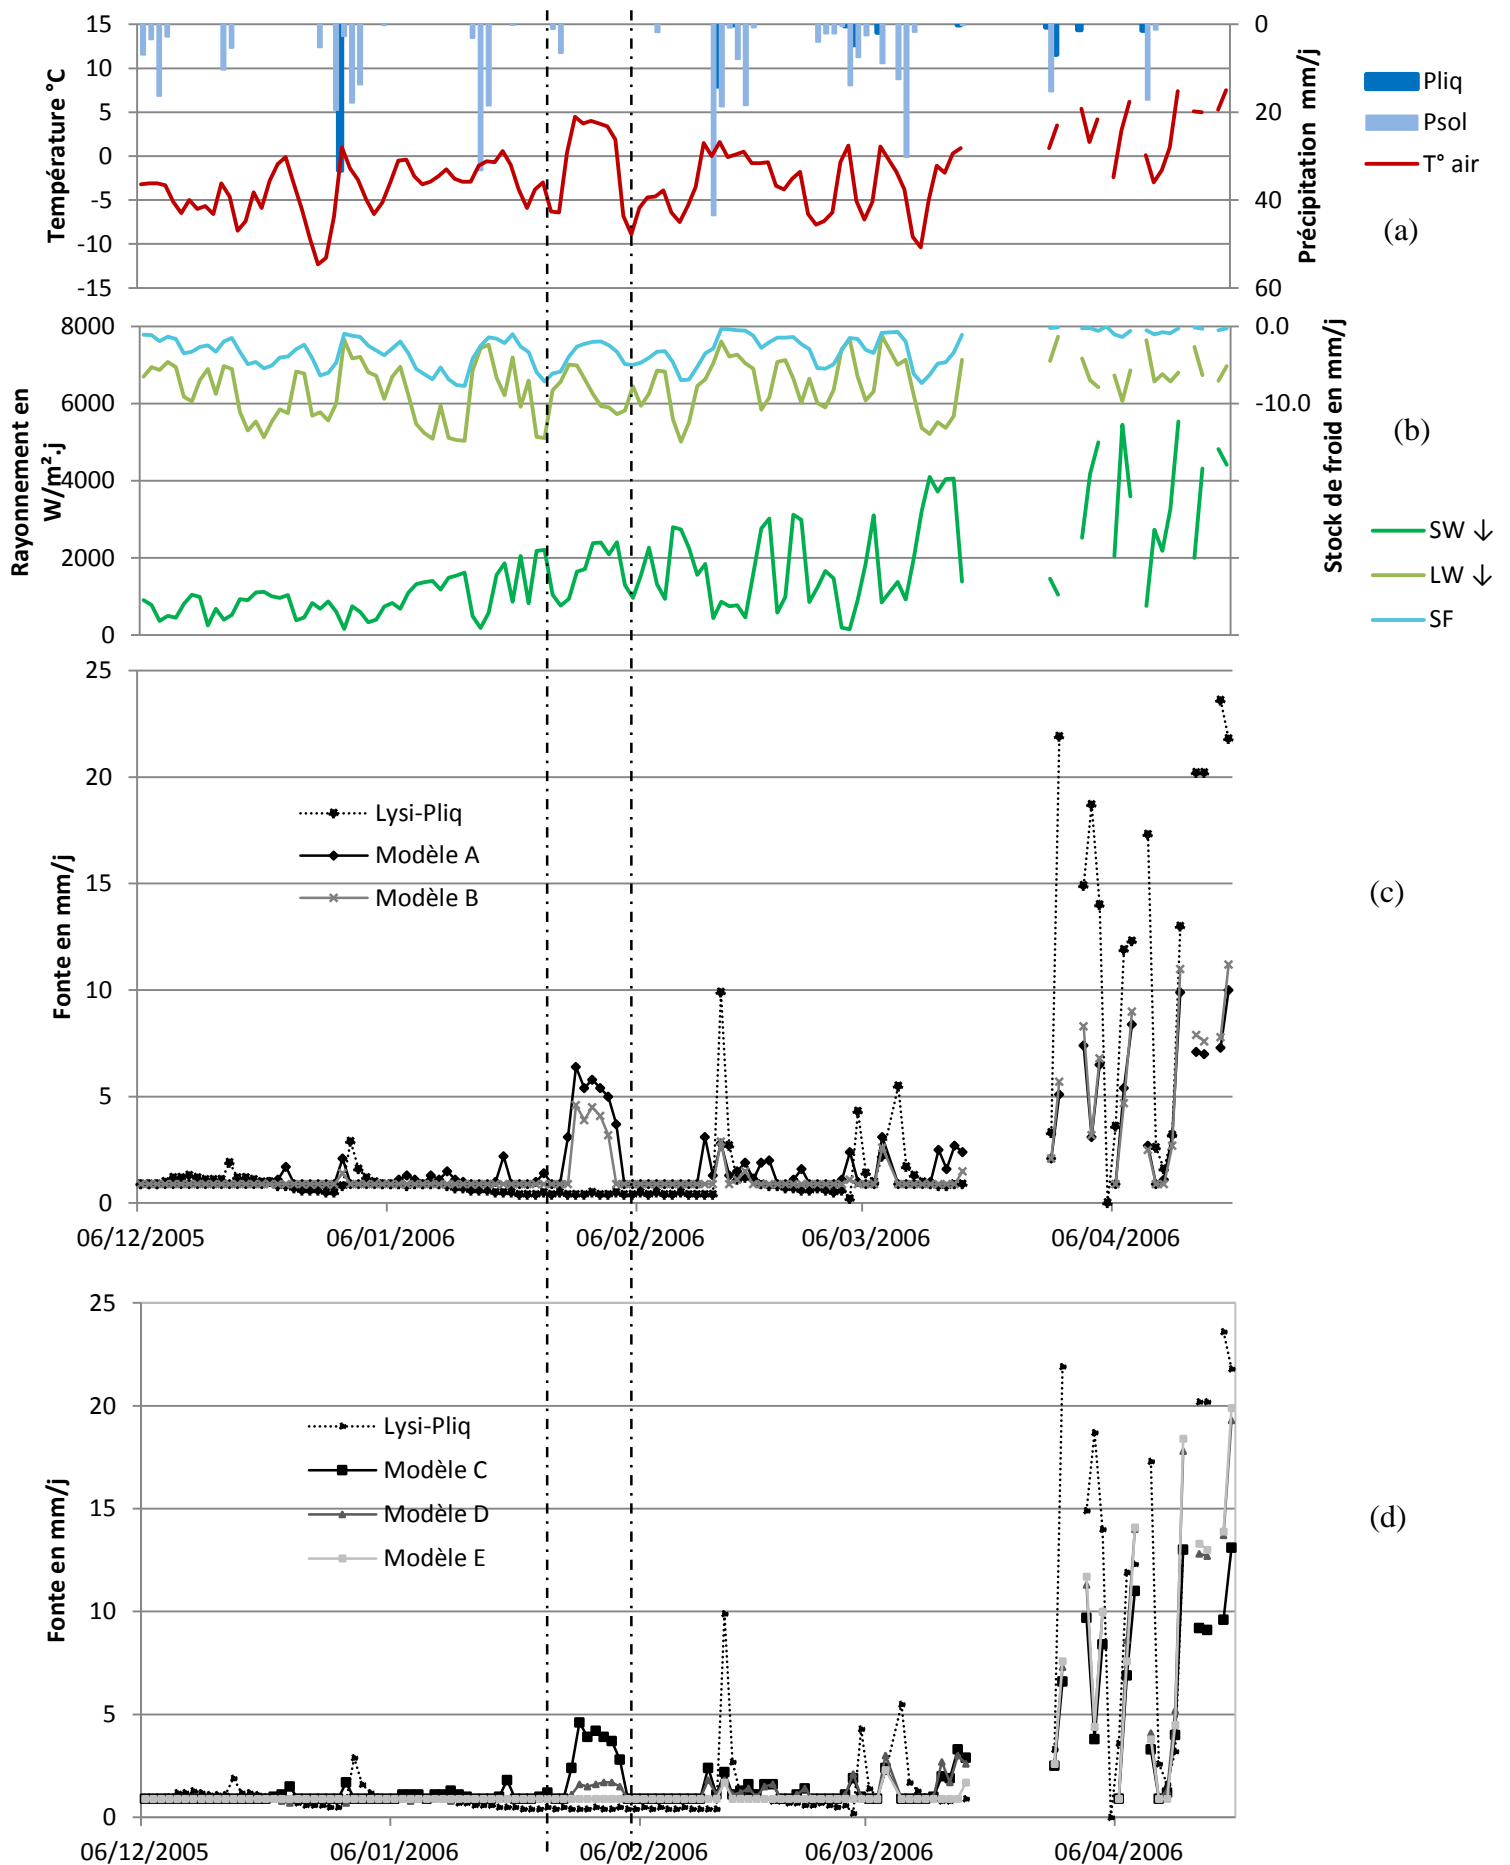 15
10
5
0
-5
-10
-15
Température °C
0
20
40
60
Précipitation mm/j
Pliq
Psol
T° air
(a)
8000
6000
4000
2000
0
Rayonnement en
W/m².j
0.0
-10.0
Stock de froid en mm/j
(b)
SW ↓
LW ↓
SF
25
20
15
10
5
0
Fonte en mm/j
Lysi-Pliq
Modèle A
Modèle B
(c)
06/12/2005
06/01/2006
06/02/2006
06/03/2006
06/04/2006
25
20
15
10
5
0
Fonte en mm/j
Lysi-Pliq
Modèle C
Modèle D
Modèle E
(d)
06/12/2005
06/01/2006
06/02/2006
06/03/2006
06/04/2006